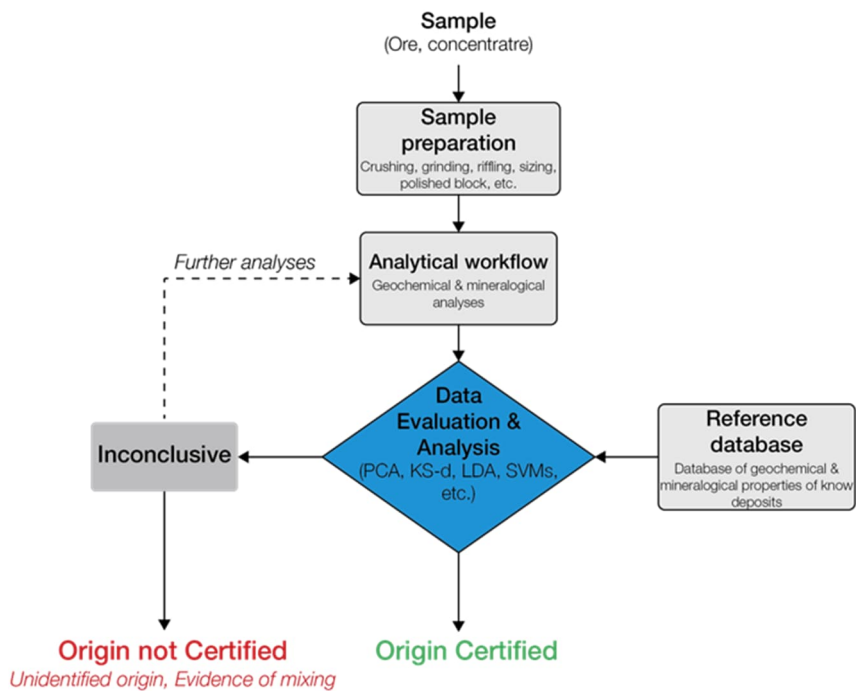 Sample
(Ore, concentratre)
Sample
preparation
Crushing, grinding, riffling, sizing,
polished block, etc.
Further analyses
Analytical workflow
Geochemical & mineralogical
analyses
Data
Evaluation &
Analysis
(PCA, KS-d, LDA, SVMs,
etc.)
Inconclusive
Reference
database
Database of geochemical &
mineralogical properties of know
deposits
Origin not Certified
Unidentified origin, Evidence of mixing
Origin Certified